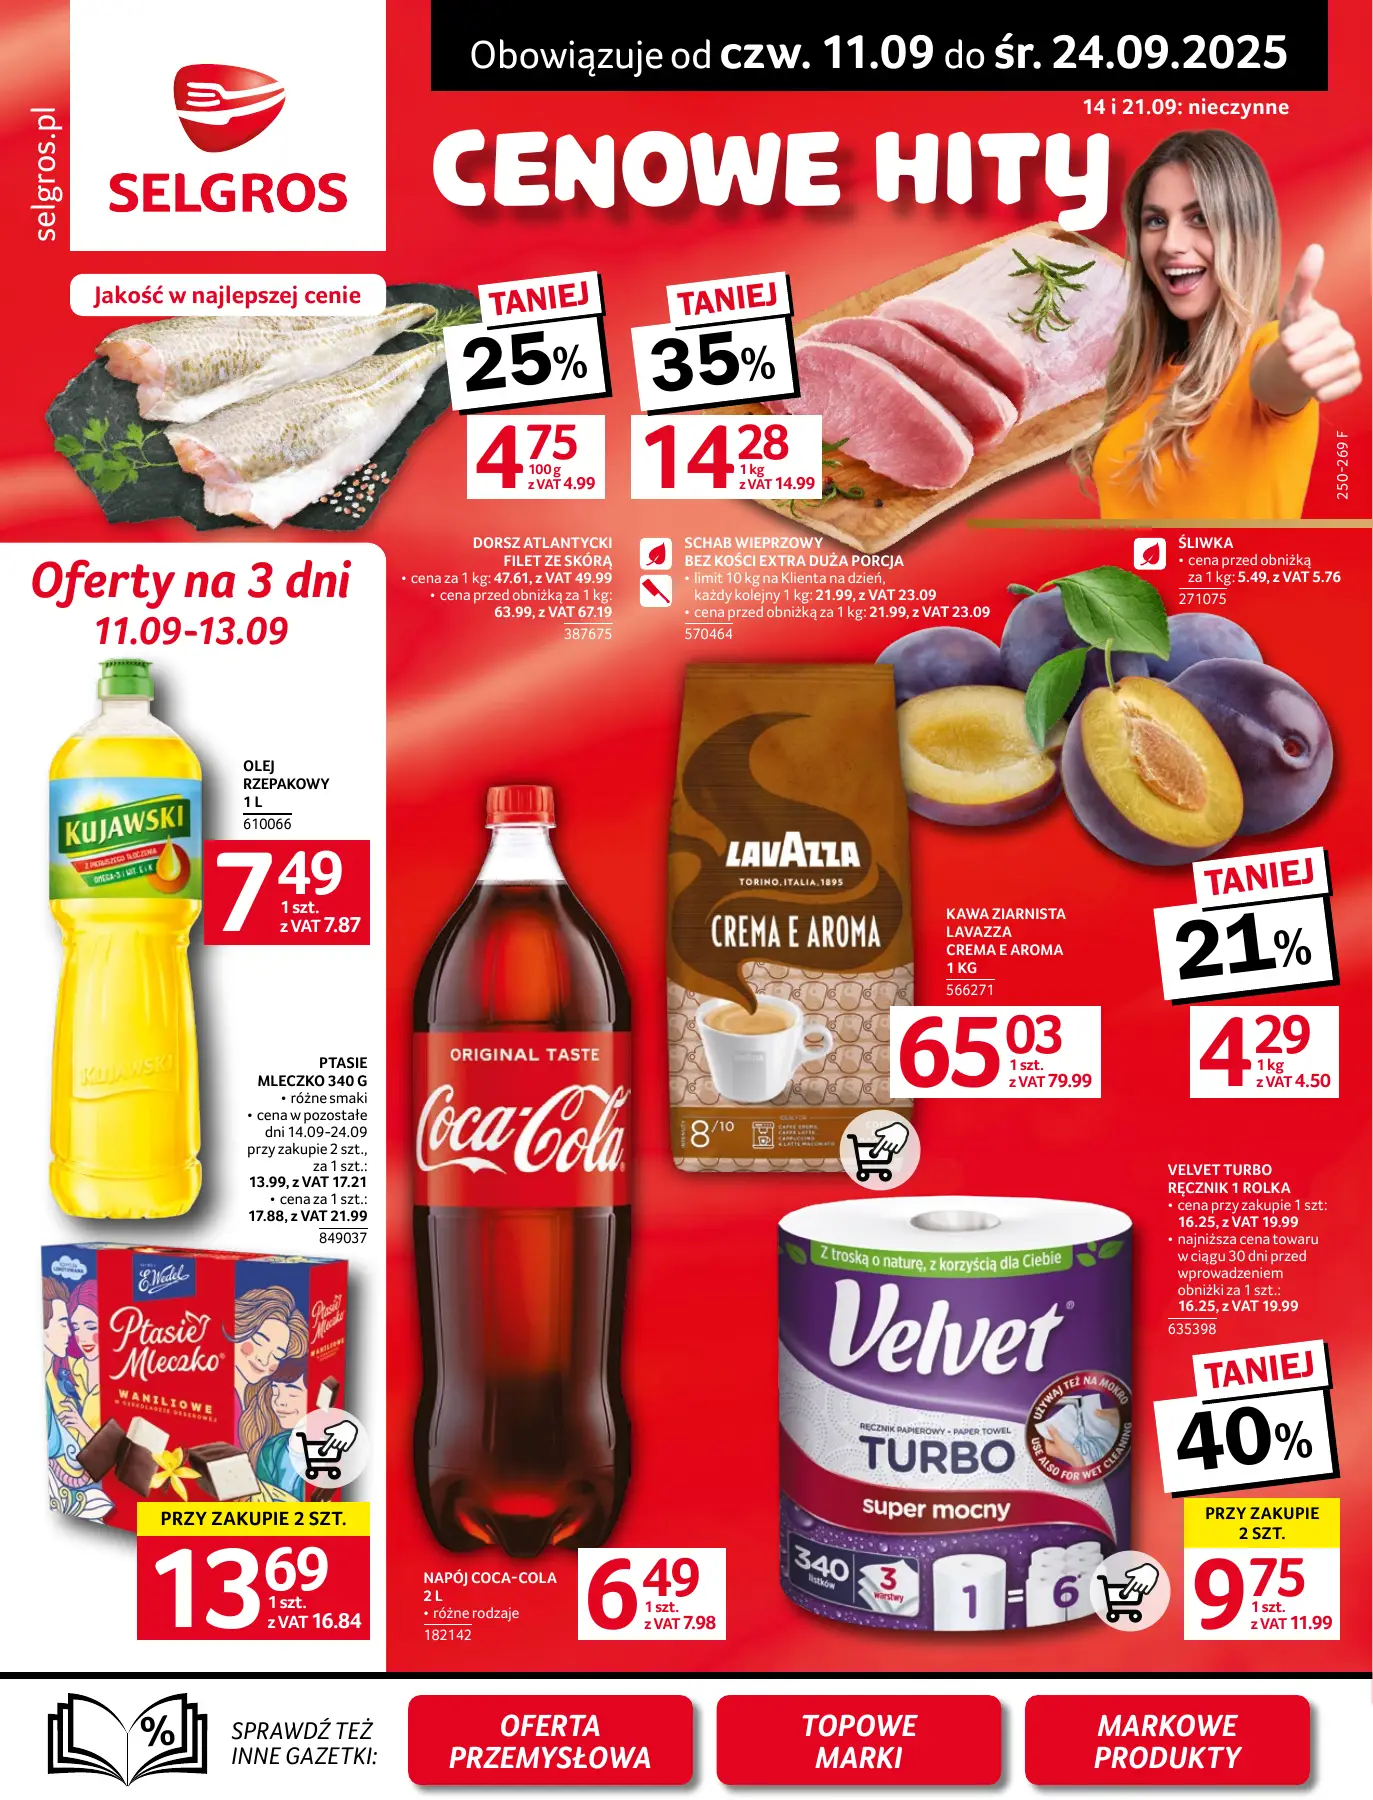 selgros.pl
SELGROS
Obowiązuje od czw. 11.09 do śr. 24.09.2025
14 i 21.09: nieczynne
CENOWE HITY
Jakość w najlepszej cenie
TANIEJ
25%
4 75
100 g
z VAT 4.99
TANIEJ
35%
14 28
1 kg
z VAT 14.99
250-269 F
DORSZ ATLANTYCKI
FILET ZE SKÓRĄ
• cena za 1 kg: 47.61, z VAT 49.99
• cena przed obniżką za 1 kg:
63.99, z VAT 67.19
387675
SCHAB WIEPRZOWY
BEZ KOŚCI EXTRA DUŻA PORCJA
• limit 10 kg na Klienta na dzień,
każdy kolejny 1 kg: 21.99, z VAT 23.09
• cena przed obniżką za 1 kg: 21.99, z VAT 23.09
570464
ŚLIWKA
• cena przed obniżką
za 1 kg: 5.49, z VAT 5.76
271075
TANIEJ
21%
4 29
1 kg
z VAT 4.50
Oferty na 3 dni
11.09-13.09
OLEJ
RZEPAKOWY
1 L
610066
KUJAWSKI
Z PIERWSZEGO TŁOCZENIA
OMEGA-3 i WIT. E i K
KUJAWSKI
7 49
1 szt.
z VAT 7.87
PTASIE
MLECZKO 340 G
• różne smaki
• cena w pozostałe
dni 14.09-24.09
przy zakupie 2 szt.,
za 1 szt.:
13.99, z VAT 17.21
• cena za 1 szt.:
17.88, z VAT 21.99
849037
E.Wedel
Ptasie
Mleczko®
WANILIOWE
W CZEKOLADZIE DESEROWEJ
Ptasie
Mleczko
WANILIOWE
PRZY ZAKUPIE 2 SZT.
13 69
1 szt.
z VAT 16.84
ORIGINAL TASTE
Coca-Cola
NAPÓJ COCA-COLA
2 L
• różne rodzaje
182142
6 49
1 szt.
z VAT 7.98
LAVAZZA
TORINO, ITALIA, 1895
CREMA E AROMA
8/10
KAWA ZIARNISTA
LAVAZZA
CREMA E AROMA
1 KG
566271
65 03
1 szt.
z VAT 79.99
VELVET TURBO
RĘCZNIK 1 ROLKA
• cena przy zakupie 1 szt:
16.25, z VAT 19.99
• najniższa cena towaru
w ciągu 30 dni przed
wprowadzeniem
obniżki za 1 szt.:
16.25, z VAT 19.99
635398
Z troską o naturę, z korzyścią dla Ciebie
Velvet®
RĘCZNIK PAPIEROWY • PAPER TOWEL
TURBO
super mocny
UŻYWAJ TEŻ NA MOKRO
USE ALSO FOR WET CLEANING
340
listków
3
warstwy
1 = 6
TANIEJ
40%
PRZY ZAKUPIE
2 SZT.
9 75
1 szt.
z VAT 11.99
%
SPRAWDŹ TEŻ
INNE GAZETKI:
OFERTA
PRZEMYSŁOWA
TOPOWE
MARKI
MARKOWE
PRODUKTY